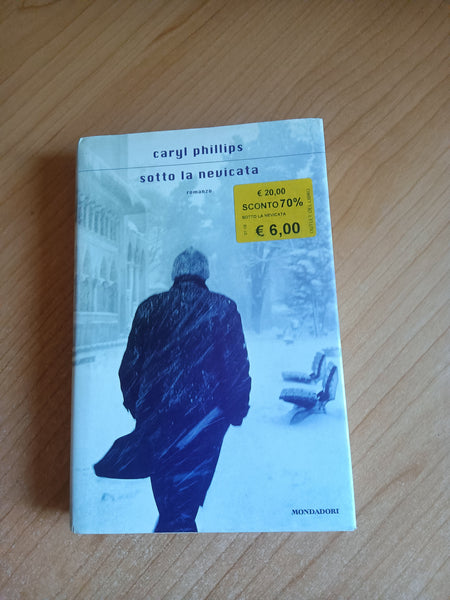 caryl phillips
sotto la nevicata
romanzo
€ 20,00
SCONTO 70%
SOTTO LA NEVICATA
€ 6,00
MONDADORI